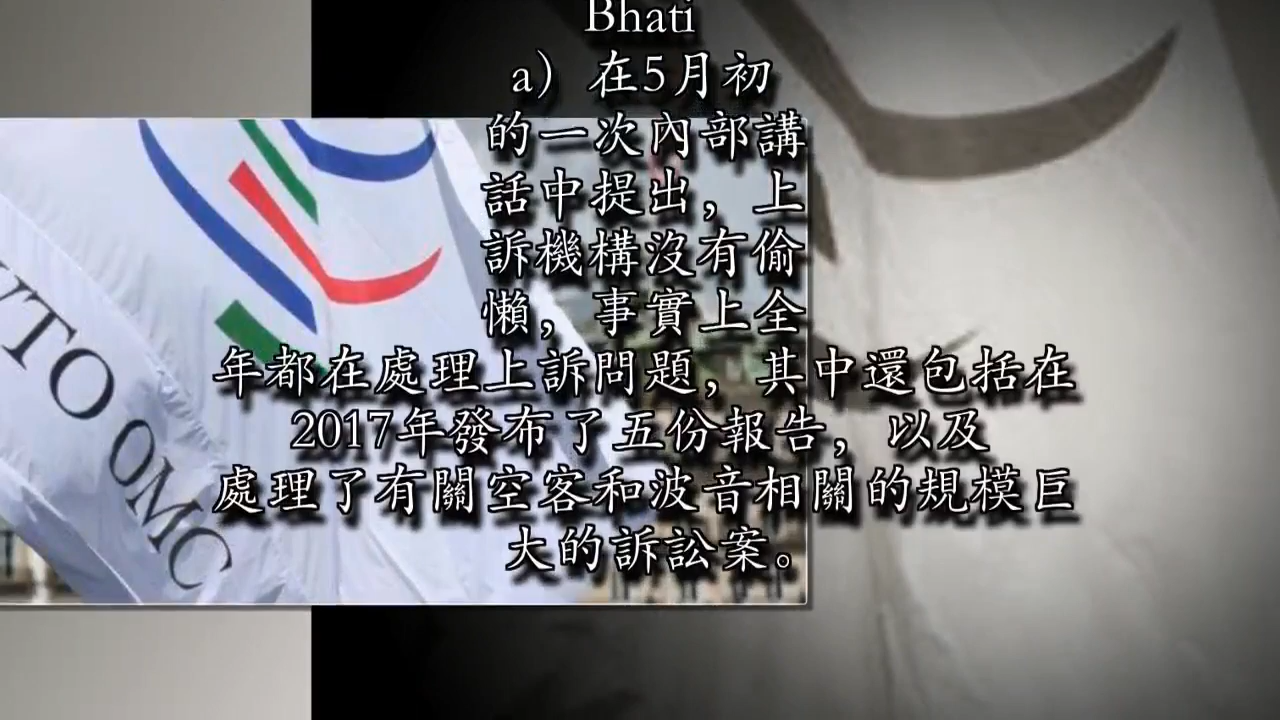 Bhati
a）在5月初
的一次內部講
話中提出，上
訴機構沒有偷
懶，事實上全
年都在處理上訴問題，其中還包括在
2017年發布了五份報告，以及
處理了有關空客和波音相關的規模巨
大的訴訟案。
WTO OMC